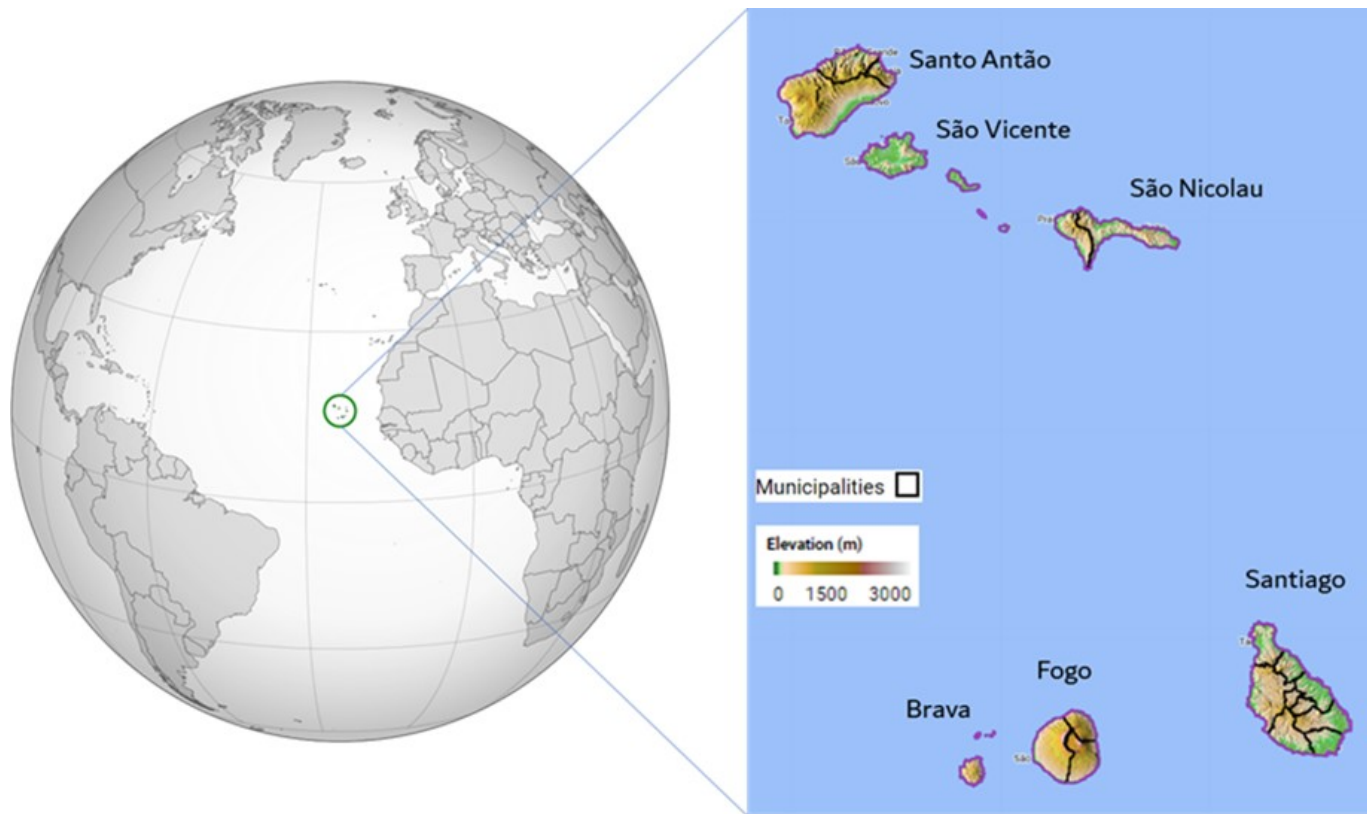 Santo Antão
São Vicente
São Nicolau
Municipalities
Elevation (m)
0 1500 3000
Santiago
Fogo
Brava